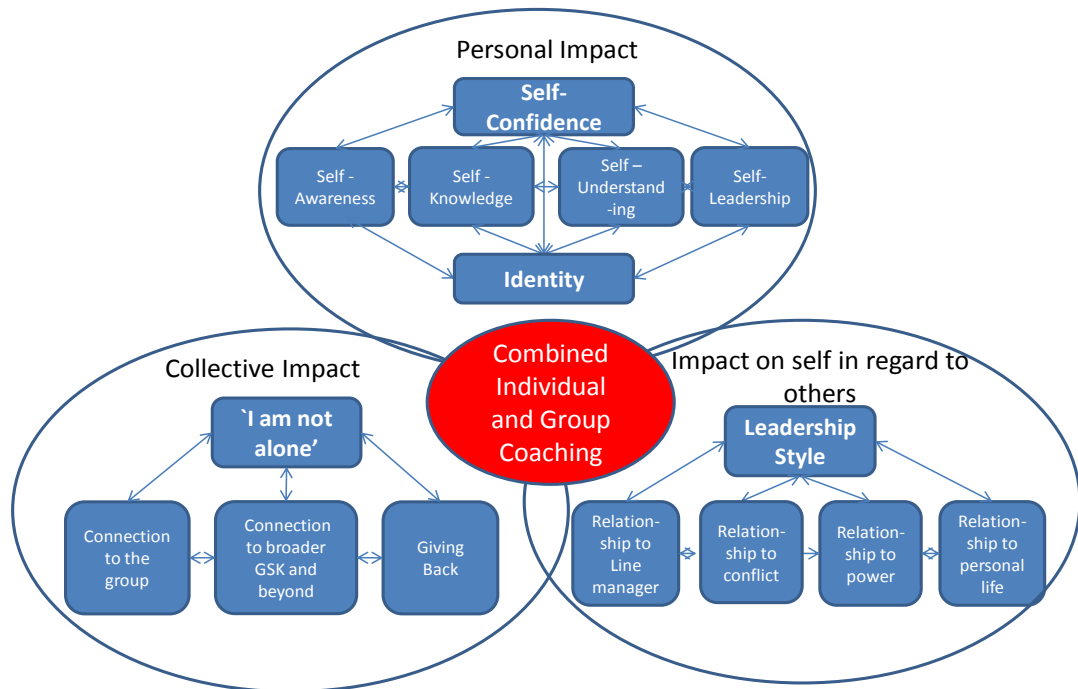 Personal Impact
Self-
Confidence
Self -
Awareness
Self -
Knowledge
Self –
Understand
-ing
Self-
Leadership
Identity
Combined
Individual
and Group
Coaching
Collective Impact
`I am not
alone’
Connection
to the
group
Connection
to broader
GSK and
beyond
Giving
Back
Impact on self in regard to
others
Leadership
Style
Relation-
ship to
Line
manager
Relation-
ship to
conflict
Relation-
ship to
power
Relation-
ship to
personal
life